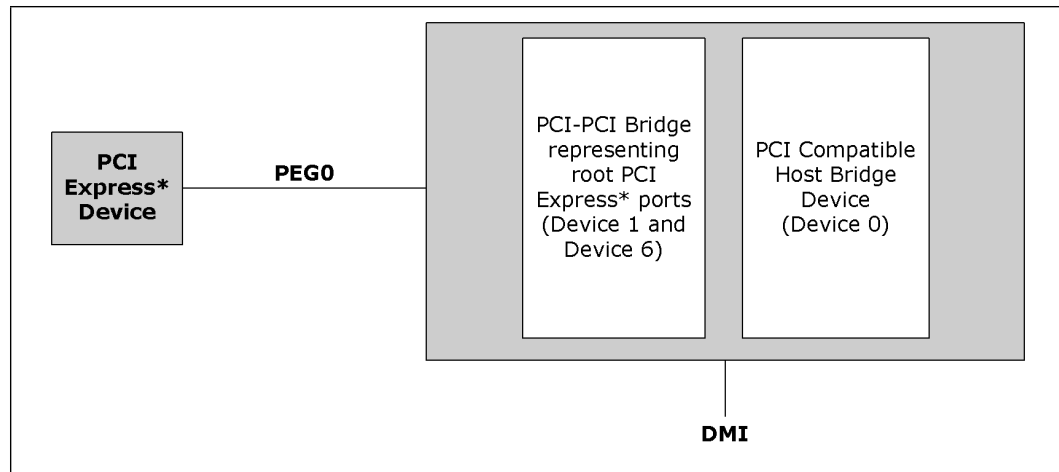 PCI
Express*
Device
PEG0
PCI-PCI Bridge
representing
root PCI
Express* ports
(Device 1 and
Device 6)
PCI Compatible
Host Bridge
Device
(Device 0)
DMI